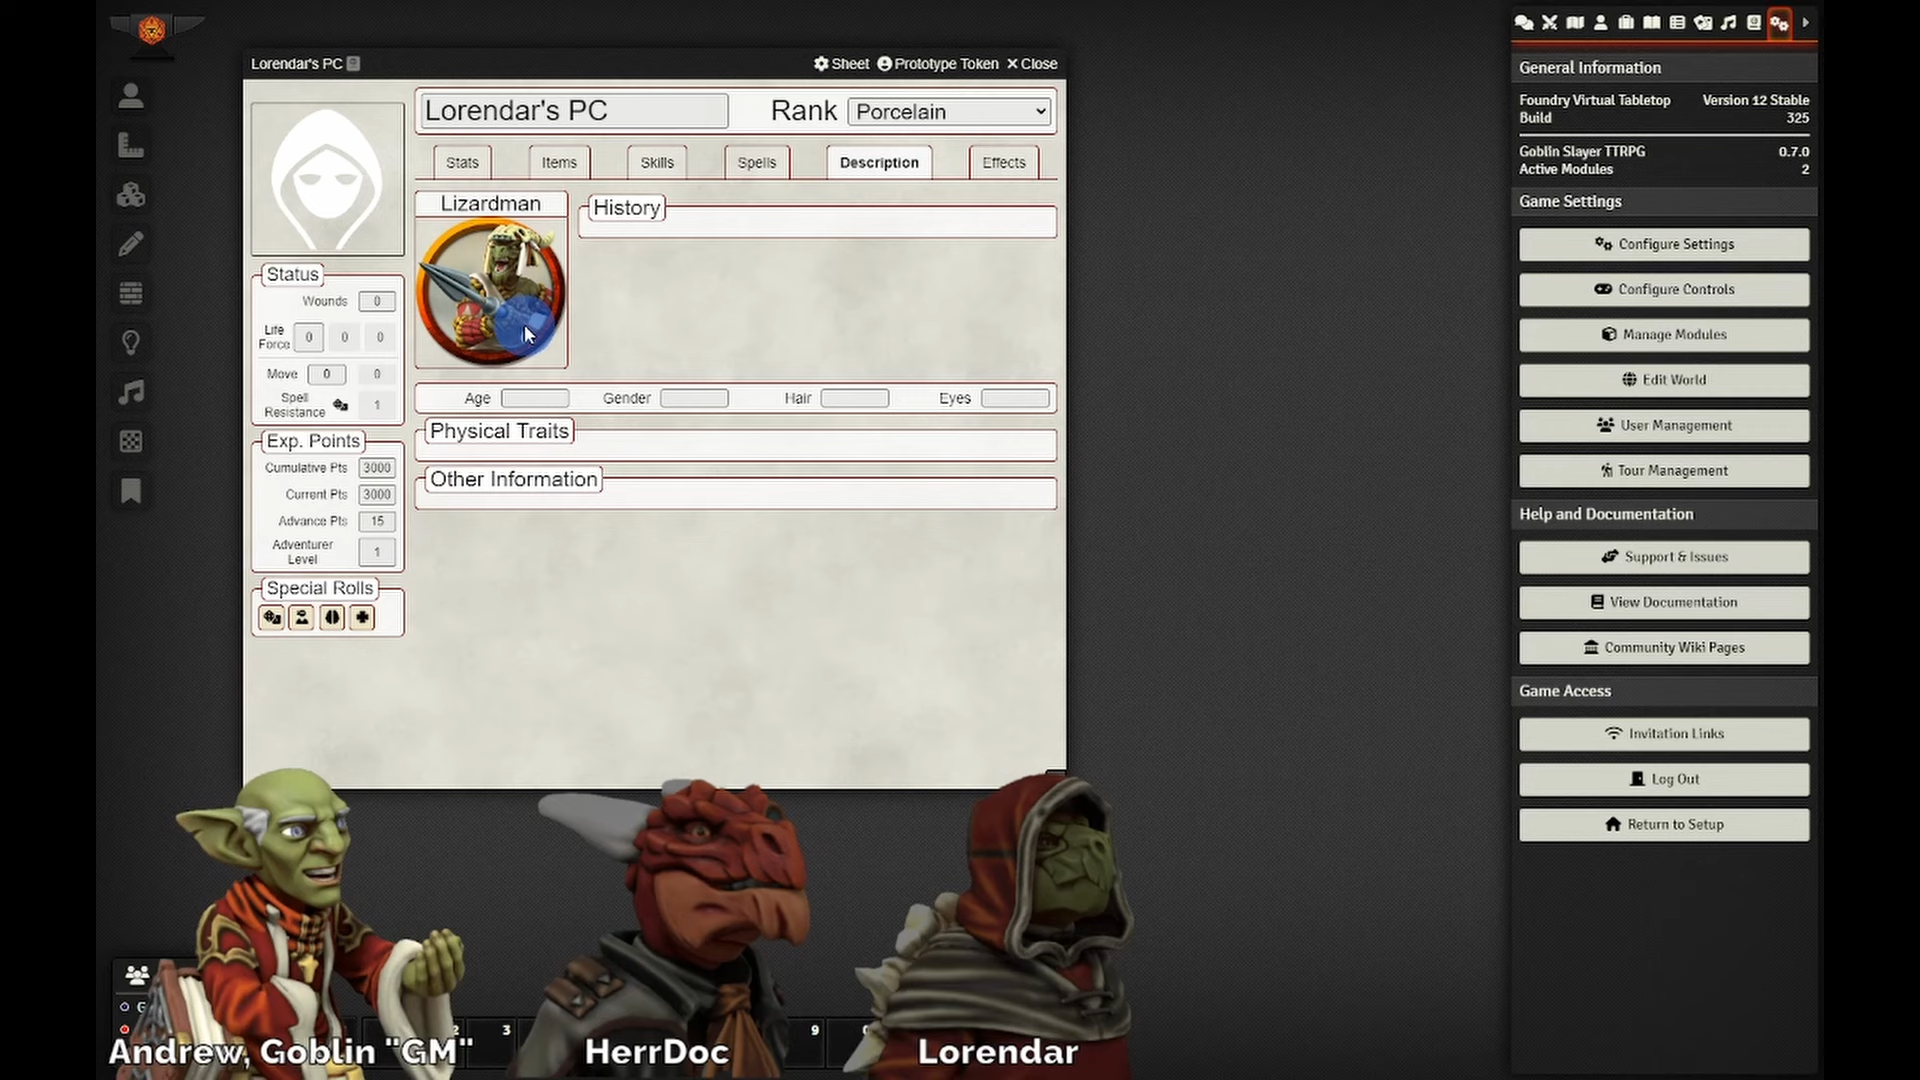 Lorendar's PC
Sheet Prototype Token Close
Lorendar's PC
Rank Porcelain
Stats Items Skills Spells Description Effects
Lizardman
History
Status
Wounds 0
Life Force 0 0 0
Move 0 0
Spell Resistance 1
Age Gender Hair Eyes
Physical Traits
Other Information
Exp. Points
Cumulative Pts 3000
Current Pts 3000
Advance Pts 15
Adventurer Level 1
Special Rolls
General Information
Foundry Virtual Tabletop Version 12 Stable
Build 325
Goblin Slayer TTRPG 0.7.0
Active Modules 2
Game Settings
Configure Settings
Configure Controls
Manage Modules
Edit World
User Management
Tour Management
Help and Documentation
Support & Issues
View Documentation
Community Wiki Pages
Game Access
Invitation Links
Log Out
Return to Setup
2 3 9
Andrew, Goblin "GM"
HerrDoc
Lorendar